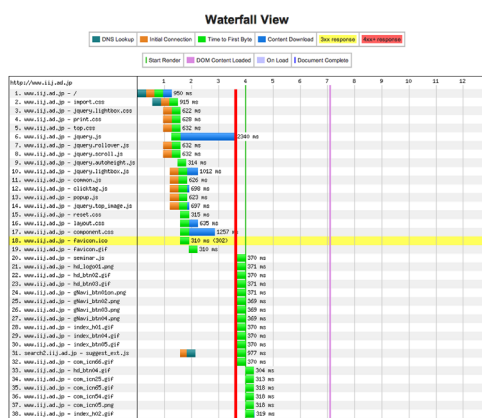 Waterfall View
DNS Lookup Initial Connection Time to First Byte Content Download 3xx response 4xx+ response
Start Render DOM Content Loaded On Load Document Complete
http://www.iij.ad.jp 1 2 3 4 5 6 7 8 9 10 11 12
1. www.iij.ad.jp - / 950 ms
2. www.iij.ad.jp - import.css 915 ms
3. www.iij.ad.jp - jquery.lightbox.css 622 ms
4. www.iij.ad.jp - print.css 628 ms
5. www.iij.ad.jp - top.css 632 ms
6. www.iij.ad.jp - jquery.js 2340 ms
7. www.iij.ad.jp - jquery.rollover.js 632 ms
8. www.iij.ad.jp - jquery.scroll.js 632 ms
9. www.iij.ad.jp - jquery.autoheight.js 314 ms
10. www.iij.ad.jp - jquery.lightbox.js 1012 ms
11. www.iij.ad.jp - common.js 626 ms
12. www.iij.ad.jp - clicktag.js 698 ms
13. www.iij.ad.jp - popup.js 623 ms
14. www.iij.ad.jp - jquery.top_image.js 697 ms
15. www.iij.ad.jp - reset.css 315 ms
16. www.iij.ad.jp - layout.css 635 ms
17. www.iij.ad.jp - component.css 1257 ms
18. www.iij.ad.jp - favicon.ico 310 ms (302)
19. www.iij.ad.jp - favicon.gif 310 ms
20. www.iij.ad.jp - seminar.js 370 ms
21. www.iij.ad.jp - hd_logo01.png 371 ms
22. www.iij.ad.jp - hd_btn02.gif 370 ms
23. www.iij.ad.jp - hd_btn03.gif 371 ms
24. www.iij.ad.jp - gNavi_btn01on.png 371 ms
25. www.iij.ad.jp - gNavi_btn02.png 369 ms
26. www.iij.ad.jp - gNavi_btn03.png 369 ms
27. www.iij.ad.jp - gNavi_btn04.png 370 ms
28. www.iij.ad.jp - index_h01.gif 370 ms
29. www.iij.ad.jp - index_btn04.gif 370 ms
30. www.iij.ad.jp - index_btn05.gif 370 ms
31. search2.iij.ad.jp - suggest_ext.js 977 ms
32. www.iij.ad.jp - com_icn66.gif 370 ms
33. www.iij.ad.jp - hd_btn04.gif 304 ms
34. www.iij.ad.jp - com_icn25.gif 313 ms
35. www.iij.ad.jp - com_icn65.gif 318 ms
36. www.iij.ad.jp - com_icn54.gif 318 ms
37. www.iij.ad.jp - com_icn05.png 318 ms
38. www.iij.ad.jp - index_h02.gif 319 ms